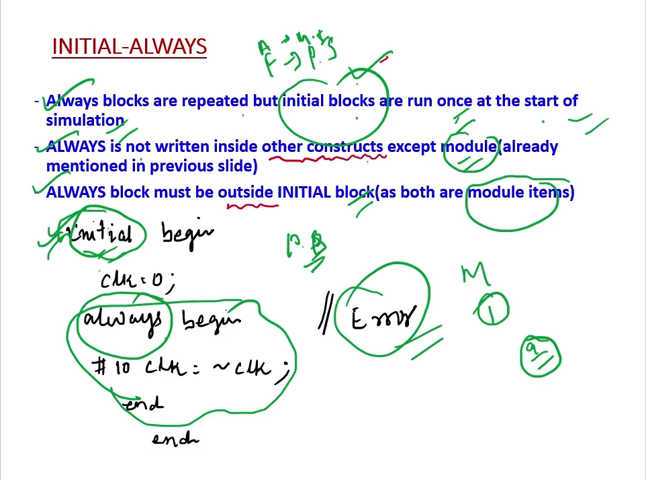 INITIAL-ALWAYS
F → P.S
- Always blocks are repeated but initial blocks are run once at the start of
simulation
- ALWAYS is not written inside other constructs except module(already
mentioned in previous slide)
ALWAYS block must be outside INITIAL block(as both are module items)
initial begin
P.B
clk=0;
M
1
always begin // Error
#10 clk = ~clk;
end
end